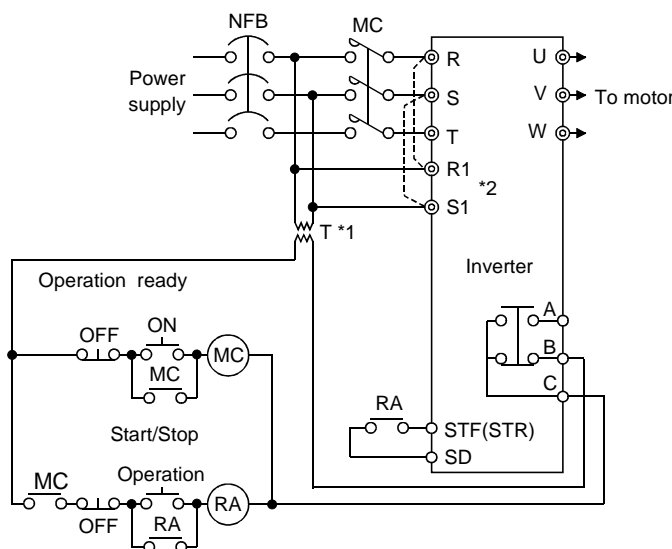 NFB
MC
Power
supply
R
S
T
R1
S1
*2
U
V
W
To motor
T *1
Inverter
Operation ready
OFF
ON
MC
MC
A
B
C
RA
STF(STR)
SD
Start/Stop
Operation
MC
OFF
RA
RA